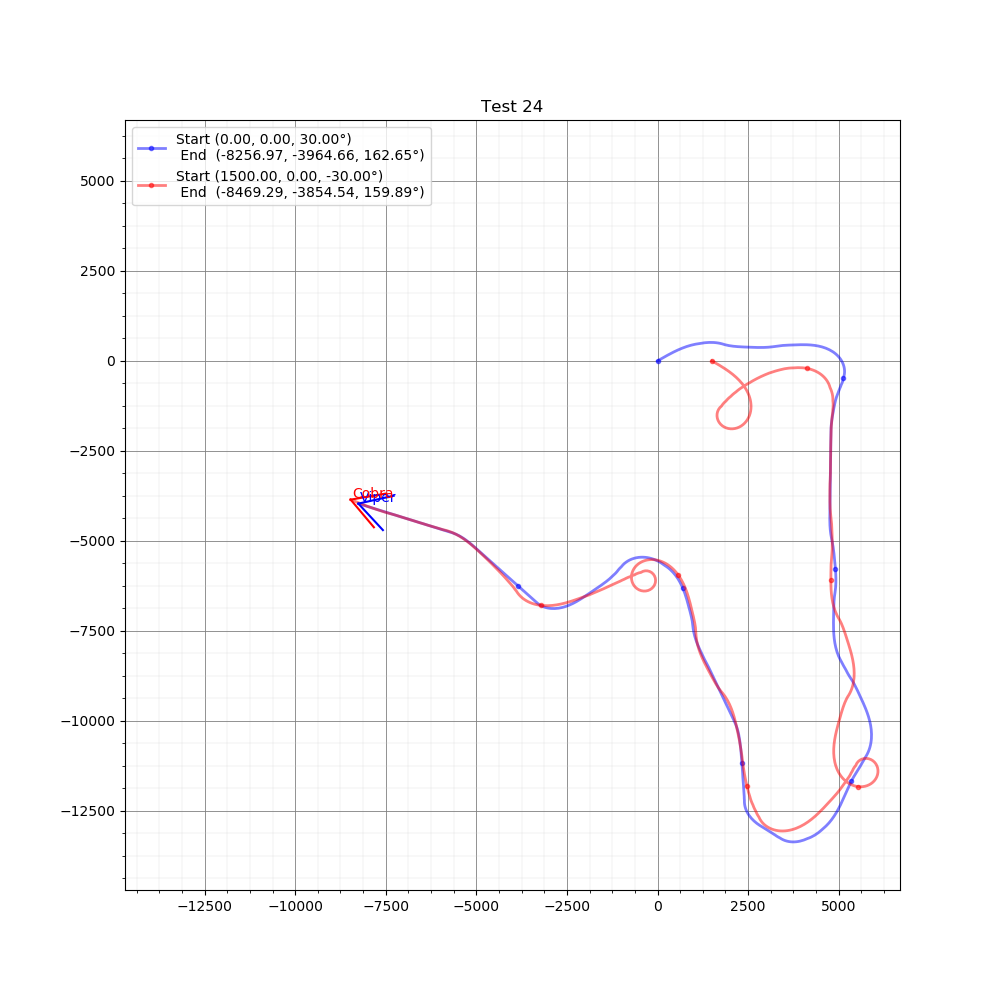 Test 24
Start (0.00, 0.00, 30.00°)
End (-8256.97, -3964.66, 162.65°)
Start (1500.00, 0.00, -30.00°)
End (-8469.29, -3854.54, 159.89°)
5000
2500
0
−2500
−5000
−7500
−10000
−12500
Cobra
Viper
−12500 −10000 −7500 −5000 −2500 0 2500 5000